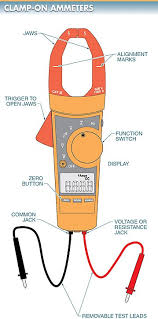 CLAMP-ON AMMETERS
JAWS
ALIGNMENT
MARKS
TRIGGER TO
OPEN JAWS
FUNCTION
SWITCH
DISPLAY
ZERO
BUTTON
COMMON
JACK
VOLTAGE OR
RESISTANCE
JACK
REMOVABLE TEST LEADS